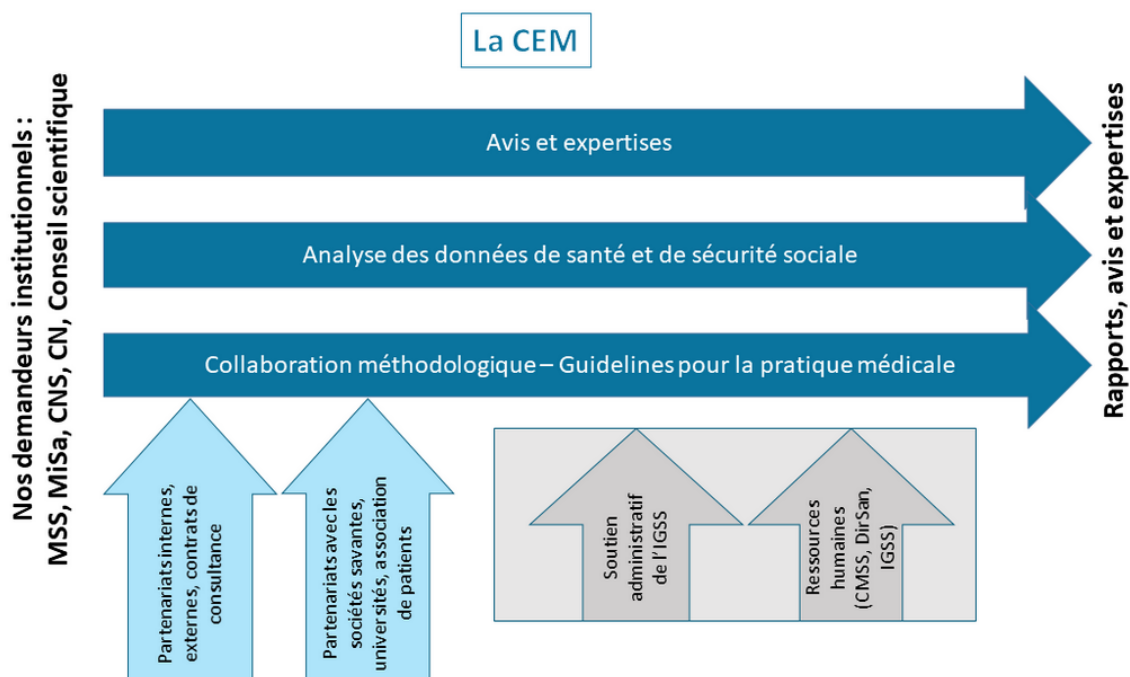 La CEM
Nos demandeurs institutionnels :
MSS, MiSa, CNS, CN, Conseil scientifique
Avis et expertises
Analyse des données de santé et de sécurité sociale
Collaboration méthodologique – Guidelines pour la pratique médicale
Rapports, avis et expertises
Partenariats internes,
externes, contrats de
consultance
Partenariats avec les
sociétés savantes,
universités, association
de patients
Soutien
administratif
de l'IGSS
Ressources
humaines
(CMSS, DirSan,
IGSS)